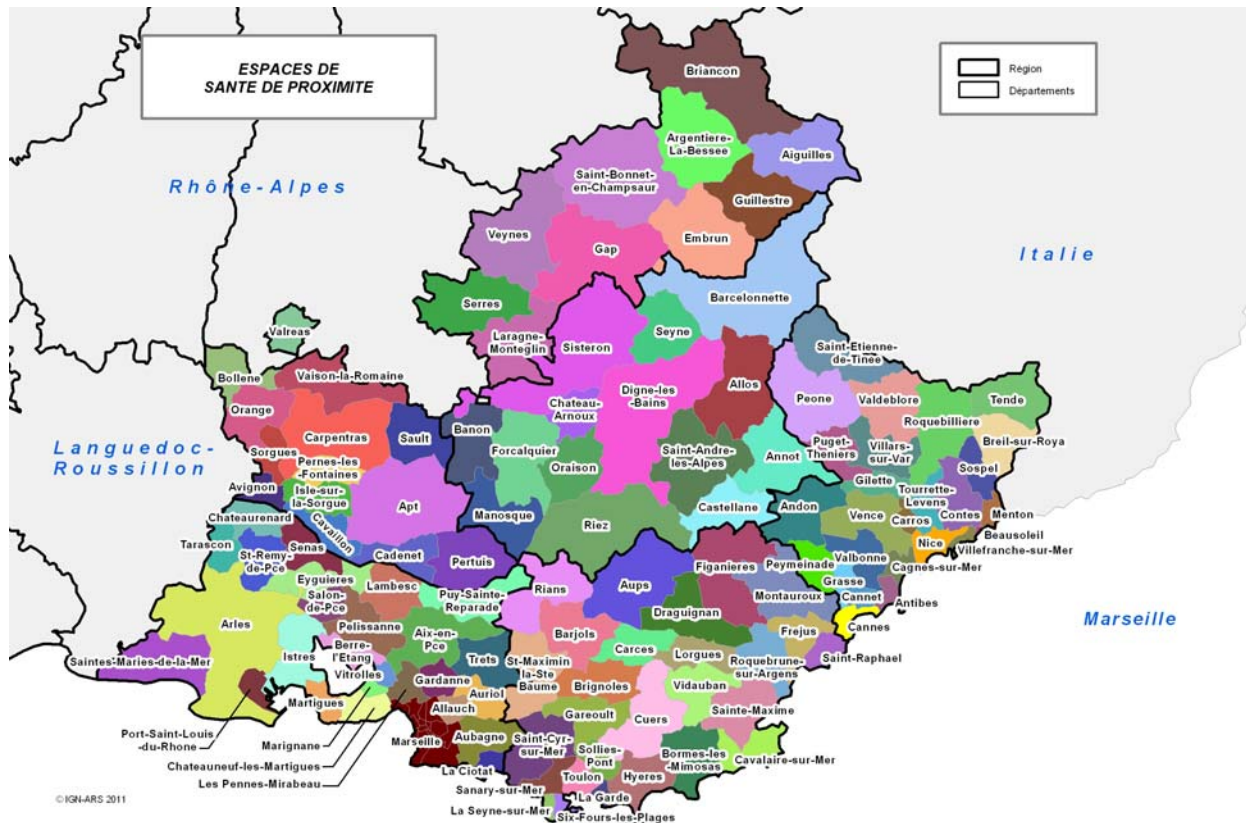 ESPACES DE
SANTE DE PROXIMITE
Région
Départements
Briancon
Argentiere-
La-Bessee
Aiguilles
Rhône-Alpes
Saint-Bonnet-
en-Champsaur
Guillestre
Veynes
Gap
Embrun
Italie
Serres
Barcelonnette
Valreas
Laragne-
Monteglin
Sisteron
Seyne
Saint-Etienne-
de-Tinée
Bollene
Vaison-la-Romaine
Digne-les
-Bains
Allos
Peone
Valdeblore
Tende
Orange
Chateau-
Arnoux
Roquebilliere
Carpentras
Sault
Banon
Languedoc-
Roussillon
Forcalquier
Saint-Andre-
les-Alpes
Puget-
Theniers
Villars-
sur-Var
Breil-sur-Roya
Sorgues
Pernes-les
-Fontaines
Oraison
Annot
Sospel
Avignon
Isle-sur-
la-Sorgue
Gilette
Tourrette-
Levens
Apt
Castellane
Andon
Contes
Menton
Chateaurenard
Cavaillon
Manosque
Riez
Vence
Carros
Beausoleil
Tarascon
St-Remy-
de-Pce
Senas
Cadenet
Pertuis
Nice
Villefranche-sur-Mer
Figanieres
Peymeinade
Valbonne
Cagnes-sur-Mer
Eyguieres
Lambesc
Puy-Sainte-
Reparade
Rians
Aups
Grasse
Salon-
de-Pce
Montauroux
Cannet
Antibes
Arles
Pelissanne
Draguignan
Cannes
Marseille
Aix-en-
Pce
Barjols
Frejus
Saintes-Maries-de-la-Mer
Istres
Berre-
l'Etang
Trets
St-Maximin
la-Ste
Baume
Carces
Lorgues
Roquebrune-
sur-Argens
Saint-Raphael
Vitrolles
Gardanne
Brignoles
Vidauban
Martigues
Auriol
Allauch
Gareoult
Cuers
Sainte-Maxime
Port-Saint-Louis
-du-Rhone
Marignane
Marseille
Aubagne
Saint-Cyr-
sur-Mer
Sollies-
Pont
Bormes-les
-Mimosas
Cavalaire-sur-Mer
Chateauneuf-les-Martigues
La Ciotat
Toulon
Hyeres
Les Pennes-Mirabeau
Sanary-sur-Mer
La Garde
© IGN-ARS 2011
La Seyne-sur-Mer
Six-Fours-les-Plages